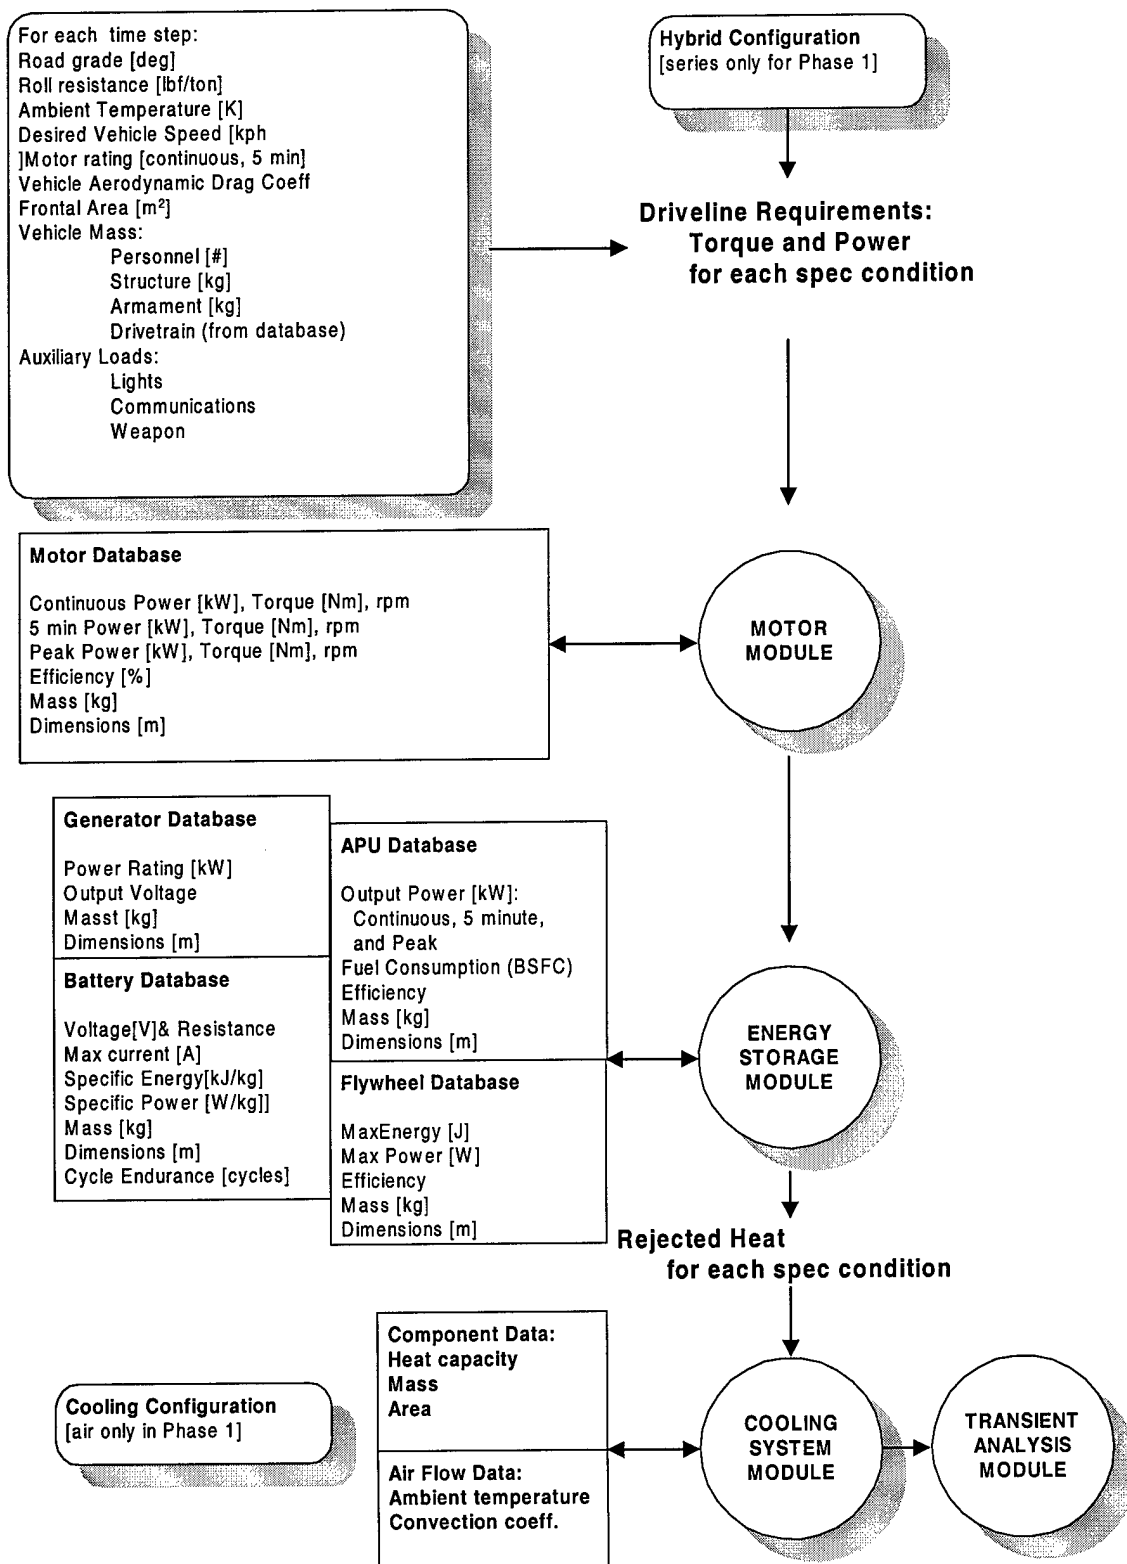 For each time step:
Road grade [deg]
Roll resistance [lbf/ton]
Ambient Temperature [K]
Desired Vehicle Speed [kph
]Motor rating [continuous, 5 min]
Vehicle Aerodynamic Drag Coeff
Frontal Area [m²]
Vehicle Mass:
Personnel [#]
Structure [kg]
Armament [kg]
Drivetrain (from database)
Auxiliary Loads:
Lights
Communications
Weapon
Hybrid Configuration
[series only for Phase 1]
Driveline Requirements:
Torque and Power
for each spec condition
Motor Database
Continuous Power [kW], Torque [Nm], rpm
5 min Power [kW], Torque [Nm], rpm
Peak Power [kW], Torque [Nm], rpm
Efficiency [%]
Mass [kg]
Dimensions [m]
MOTOR
MODULE
Generator Database
Power Rating [kW]
Output Voltage
Masst [kg]
Dimensions [m]
Battery Database
Voltage[V]& Resistance
Max current [A]
Specific Energy[kJ/kg]
Specific Power [W/kg]]
Mass [kg]
Dimensions [m]
Cycle Endurance [cycles]
APU Database
Output Power [kW]:
Continuous, 5 minute,
and Peak
Fuel Consumption (BSFC)
Efficiency
Mass [kg]
Dimensions [m]
Flywheel Database
MaxEnergy [J]
Max Power [W]
Efficiency
Mass [kg]
Dimensions [m]
ENERGY
STORAGE
MODULE
Rejected Heat
for each spec condition
Cooling Configuration
[air only in Phase 1]
Component Data:
Heat capacity
Mass
Area
Air Flow Data:
Ambient temperature
Convection coeff.
COOLING
SYSTEM
MODULE
TRANSIENT
ANALYSIS
MODULE